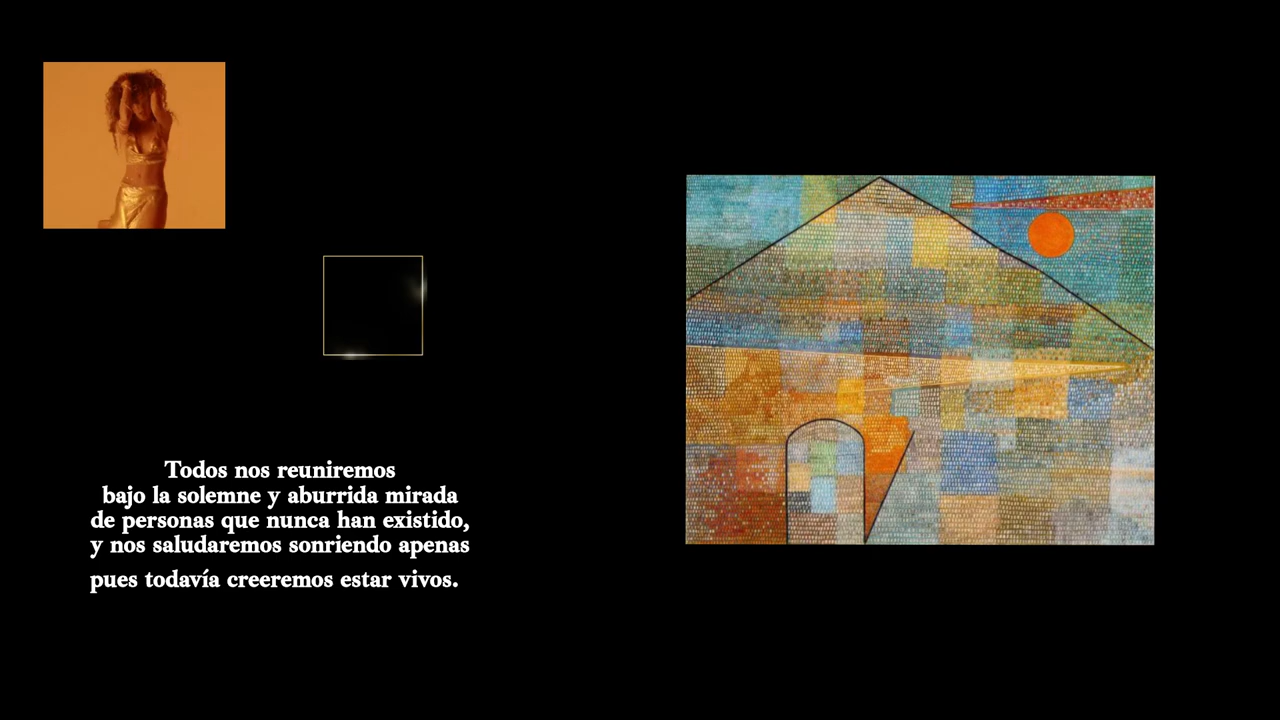 Todos nos reuniremos
bajo la solemne y aburrida mirada
de personas que nunca han existido,
y nos saludaremos sonriendo apenas
pues todavía creeremos estar vivos.